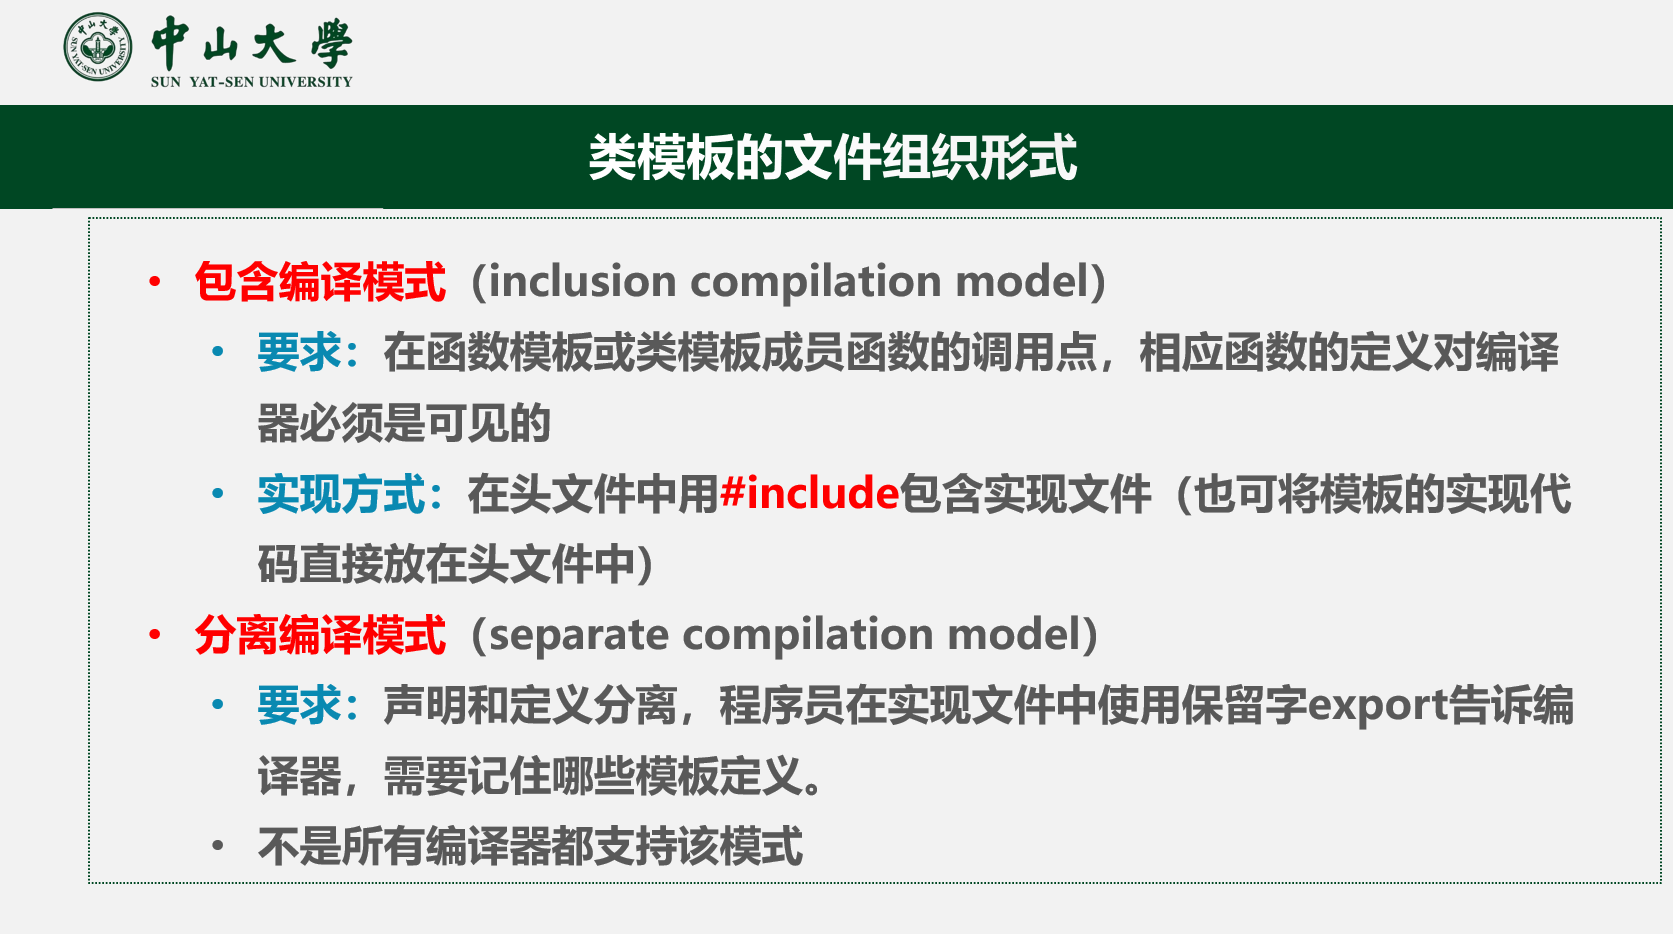 中山大学
SUN YAT-SEN UNIVERSITY
中山大學
SUN YAT-SEN UNIVERSITY
类模板的文件组织形式
• 包含编译模式（inclusion compilation model）
• 要求：在函数模板或类模板成员函数的调用点，相应函数的定义对编译
器必须是可见的
• 实现方式：在头文件中用#include包含实现文件（也可将模板的实现代
码直接放在头文件中）
• 分离编译模式（separate compilation model）
• 要求：声明和定义分离，程序员在实现文件中使用保留字export告诉编
译器，需要记住哪些模板定义。
• 不是所有编译器都支持该模式